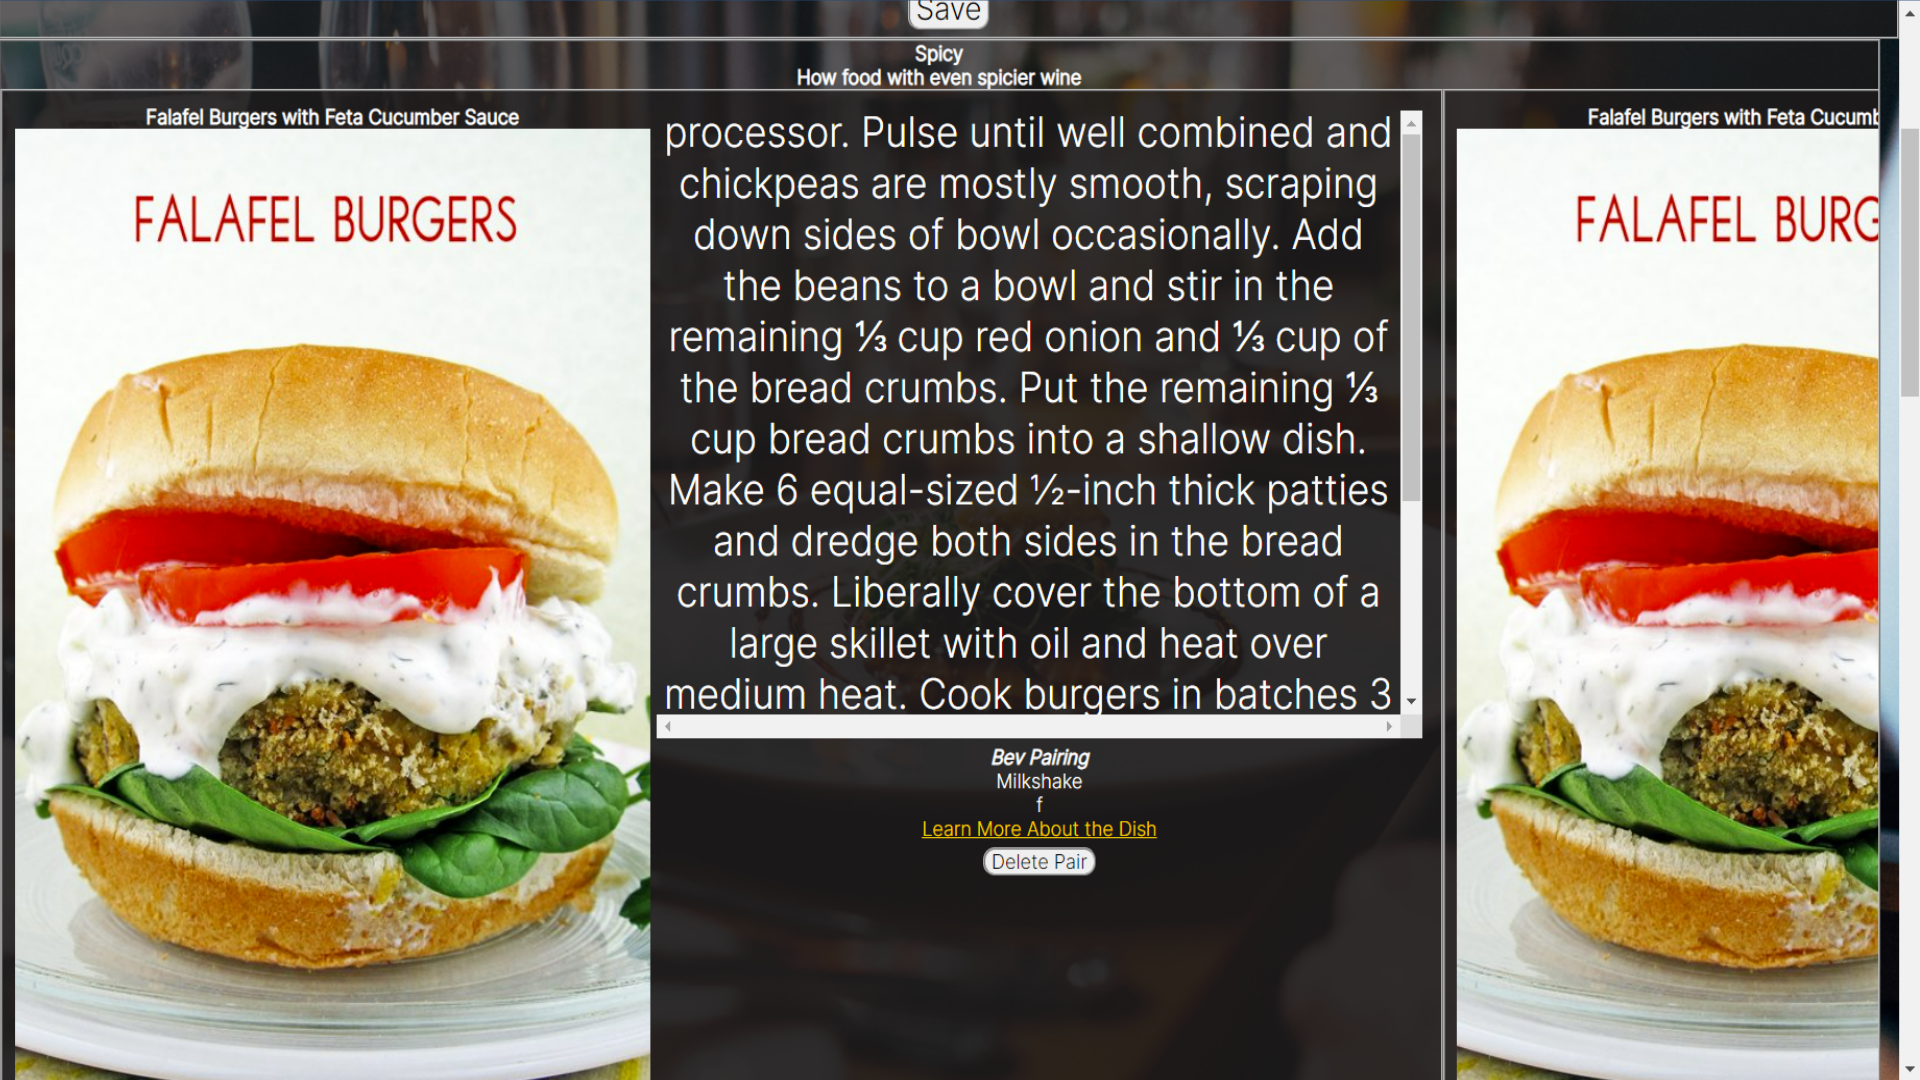 Save
Spicy
How food with even spicier wine
Falafel Burgers with Feta Cucumber Sauce
FALAFEL BURGERS
processor. Pulse until well combined and
chickpeas are mostly smooth, scraping
down sides of bowl occasionally. Add
the beans to a bowl and stir in the
remaining ⅓ cup red onion and ⅓ cup of
the bread crumbs. Put the remaining ⅓
cup bread crumbs into a shallow dish.
Make 6 equal-sized ½-inch thick patties
and dredge both sides in the bread
crumbs. Liberally cover the bottom of a
large skillet with oil and heat over
medium heat. Cook burgers in batches 3
Bev Pairing
Milkshake
f
Learn More About the Dish
Delete Pair
Falafel Burgers with Feta Cucumb
FALAFEL BURG